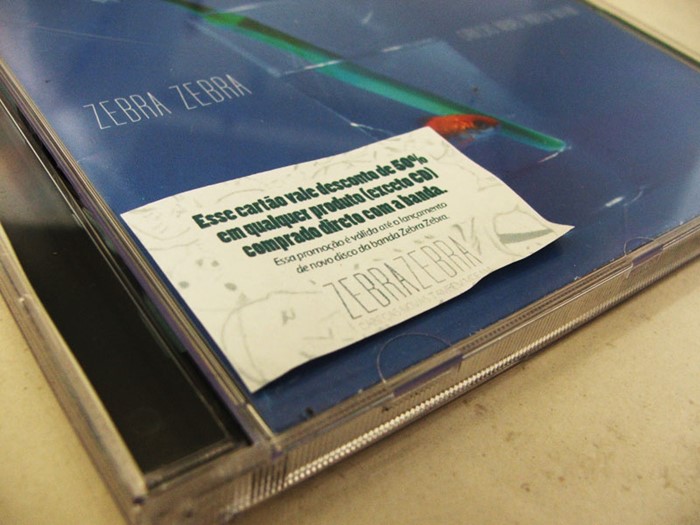 ZEBRA ZEBRA
Esse cartão vale desconto de 50%
em qualquer produto (exceto CD)
comprado direto com a banda.
Essa promoção é válida até o lançamento
de novo disco da banda Zebra Zebra.
ZEBRAZEBRA